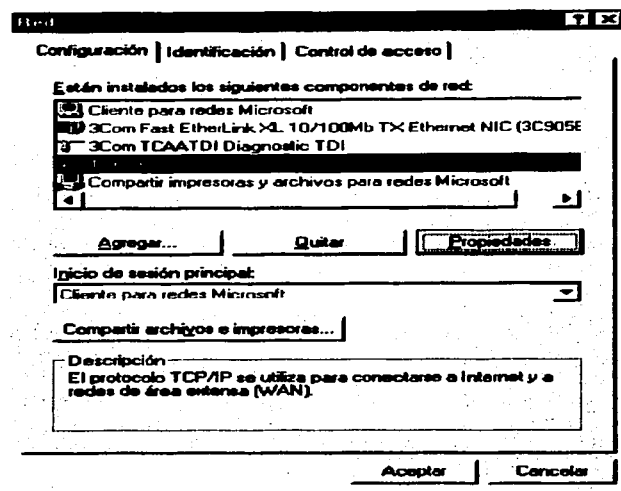 Red
Configuración Identificación Control de acceso
Están instalados los siguientes componentes de red:
Cliente para redes Microsoft
3Com Fast EtherLink XL 10/100Mb TX Ethernet NIC (3C905B
3Com TCAATDI Diagnostic TDI
Compartir impresoras y archivos para redes Microsoft
Agregar... Quitar Propiedades
Inicio de sesión principal:
Cliente para redes Microsoft
Compartir archivos e impresoras...
Descripción
El protocolo TCP/IP se utiliza para conectarse a Internet y a
redes de área extensa (WAN).
Aceptar Cancelar